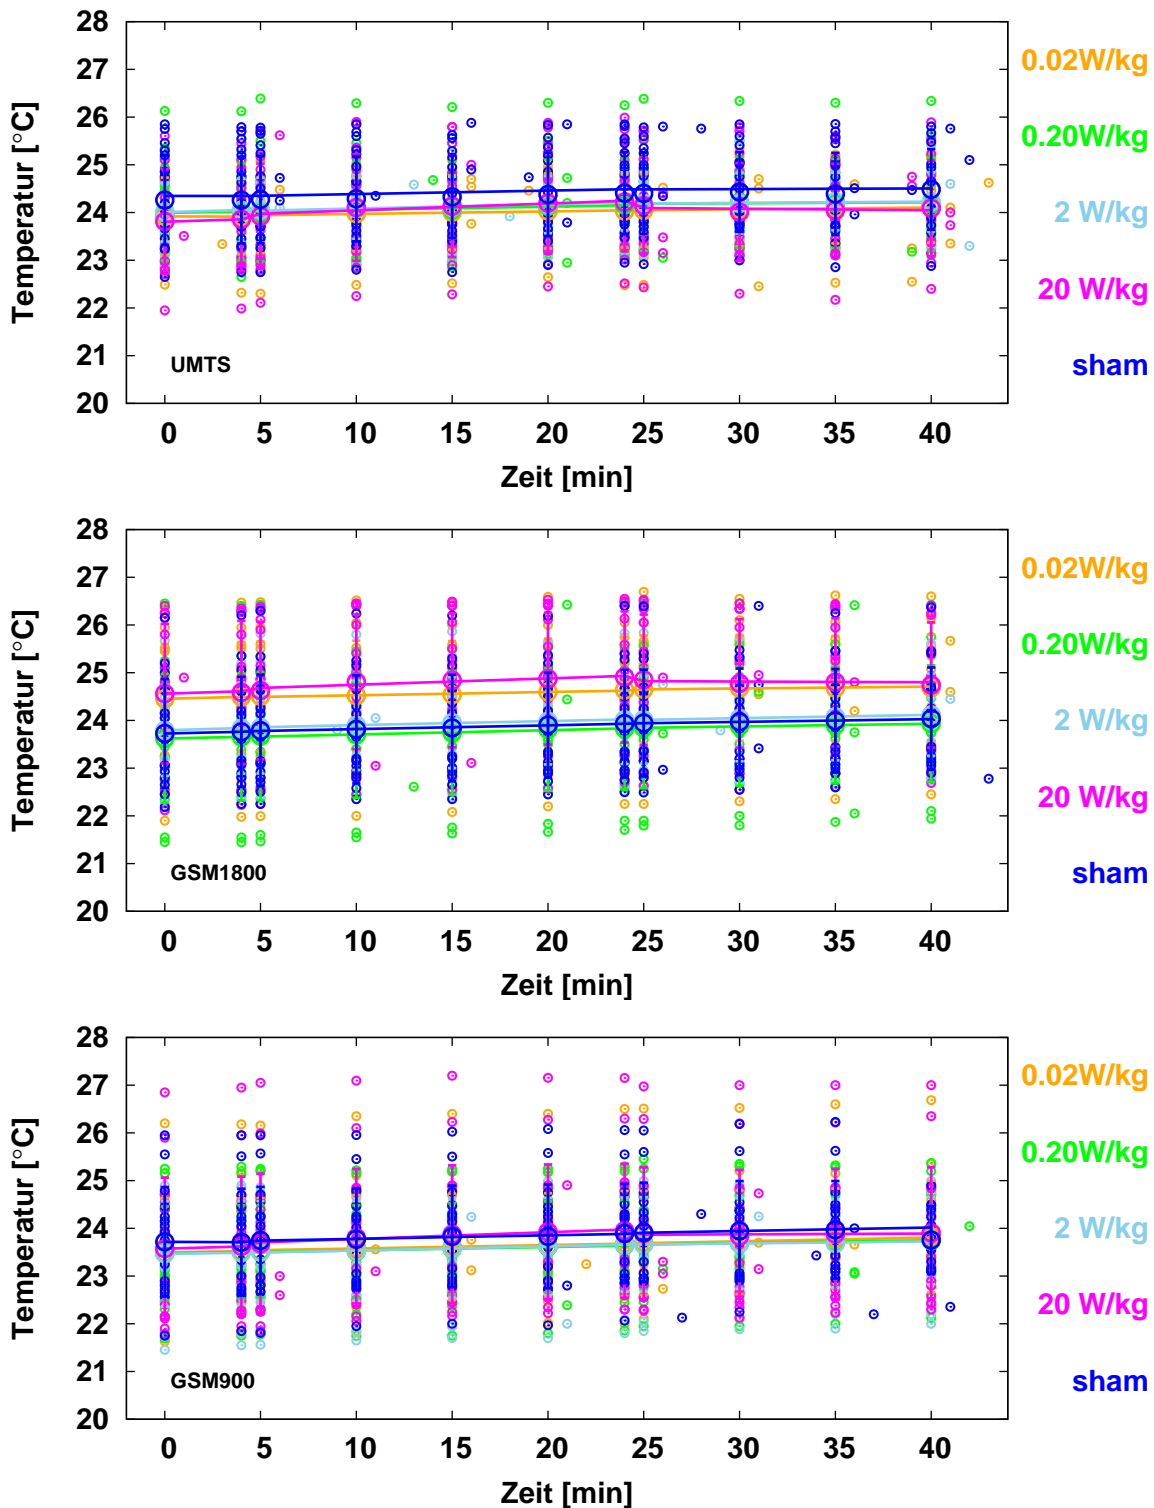 28
27
26
25
24
23
22
21
20
Temperatur [°C]
0.02W/kg
0.20W/kg
2 W/kg
20 W/kg
sham
UMTS
0 5 10 15 20 25 30 35 40
Zeit [min]
28
27
26
25
24
23
22
21
20
Temperatur [°C]
0.02W/kg
0.20W/kg
2 W/kg
20 W/kg
sham
GSM1800
0 5 10 15 20 25 30 35 40
Zeit [min]
28
27
26
25
24
23
22
21
20
Temperatur [°C]
0.02W/kg
0.20W/kg
2 W/kg
20 W/kg
sham
GSM900
0 5 10 15 20 25 30 35 40
Zeit [min]